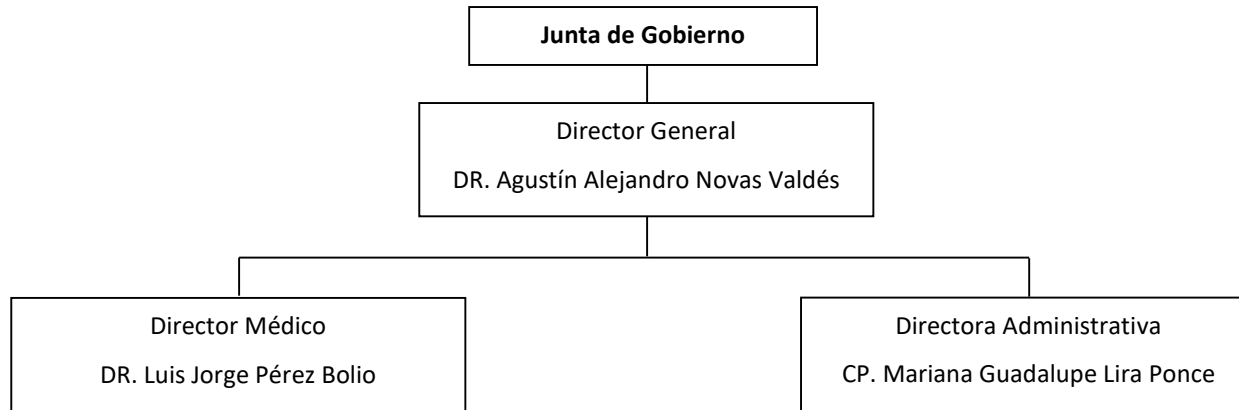 Junta de Gobierno
Director General
DR. Agustín Alejandro Novas Valdés
Director Médico
DR. Luis Jorge Pérez Bolio
Directora Administrativa
CP. Mariana Guadalupe Lira Ponce